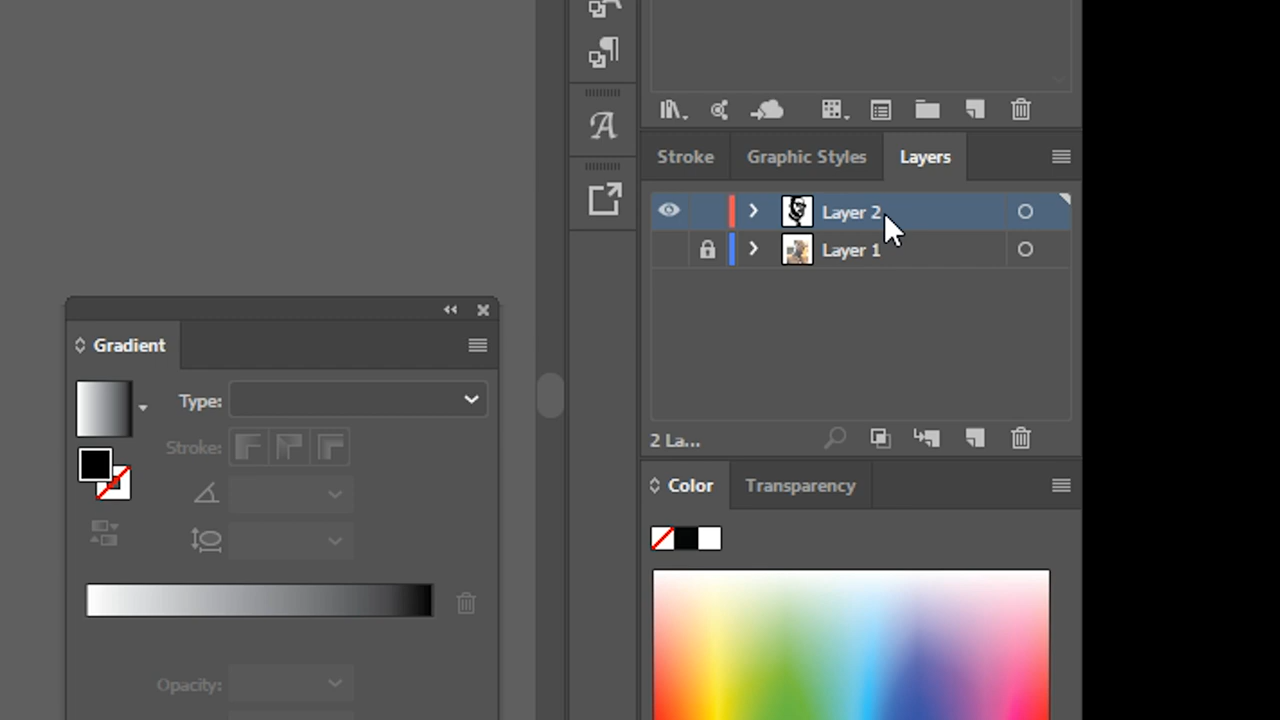 Stroke Graphic Styles Layers
Layer 2
Layer 1
2 La...
Gradient
Type:
Stroke:
Opacity:
Color Transparency